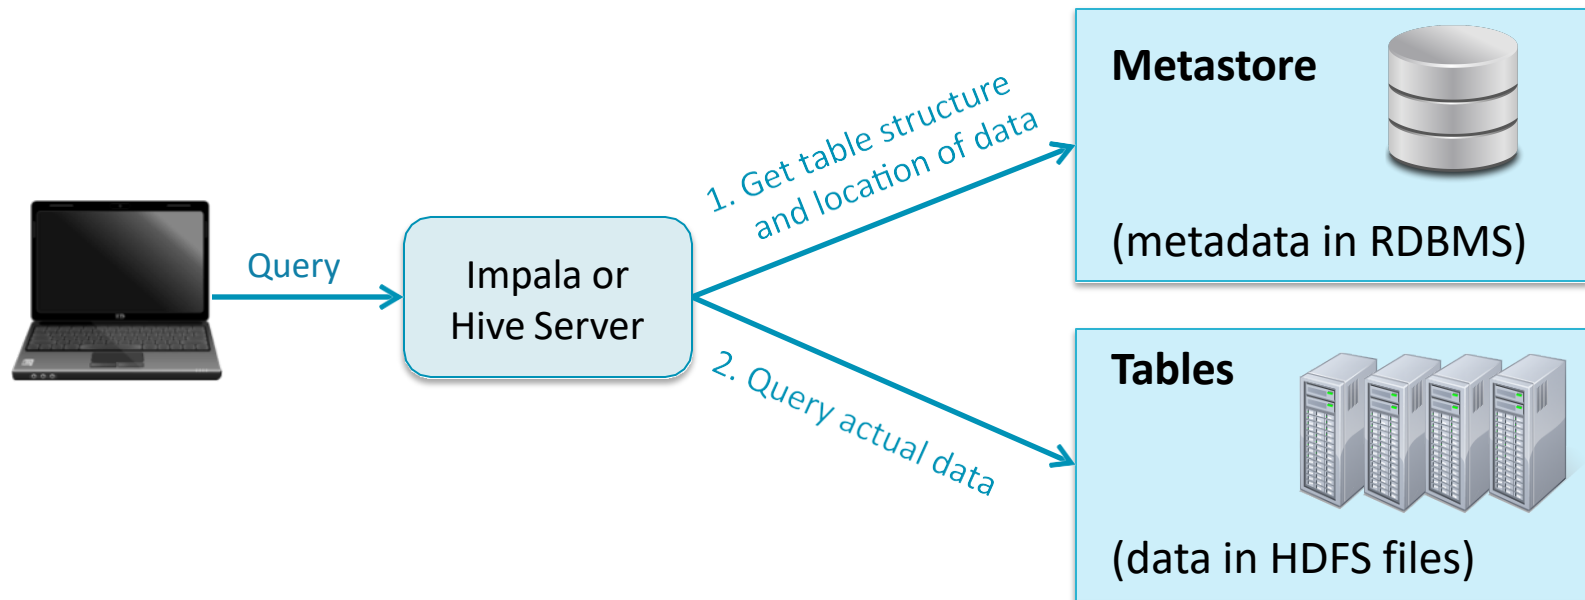 Query
Impala or
Hive Server
1. Get table structure
and location of data
2. Query actual data
Metastore
(metadata in RDBMS)
Tables
(data in HDFS files)